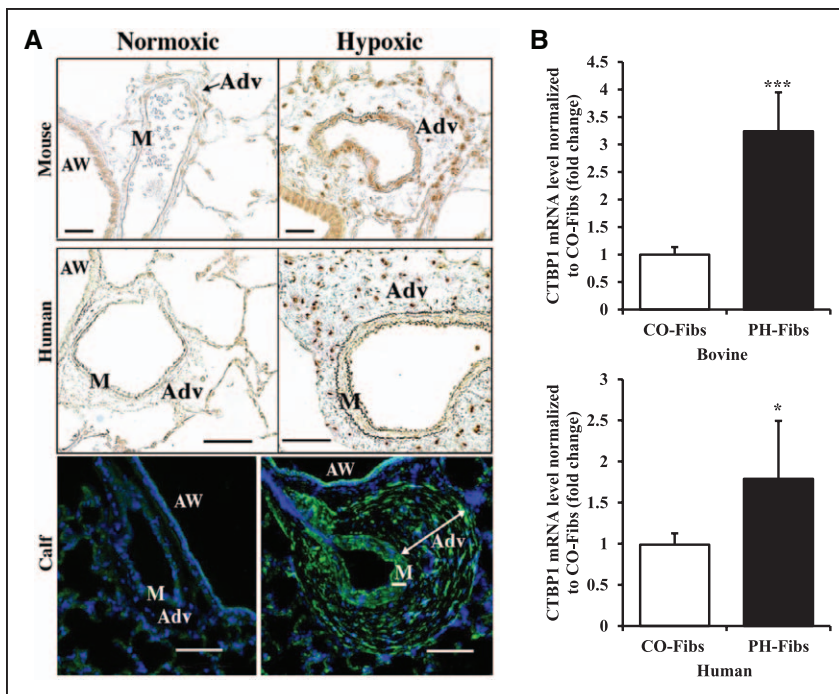 A
Normoxic
Hypoxic
Mouse
Adv
M
AW
Adv
Human
AW
M
Adv
Adv
M
Calf
AW
M
Adv
AW
Adv
M
B
CTBP1 mRNA level normalized
to CO-Fibs (fold change)
4.5
4
3.5
3
2.5
2
1.5
1
0.5
0
***
CO-Fibs
PH-Fibs
Bovine
CTBP1 mRNA level normalized
to CO-Fibs (fold change)
3
2.5
2
1.5
1
0.5
0
*
CO-Fibs
PH-Fibs
Human